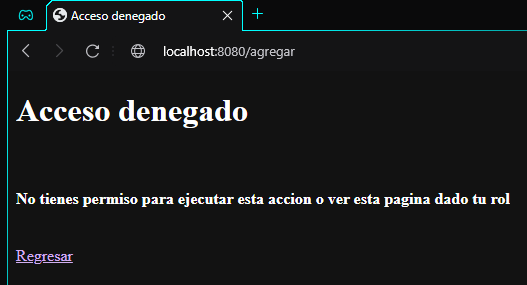 Acceso denegado
localhost:8080/agregar
Acceso denegado
No tienes permiso para ejecutar esta accion o ver esta pagina dado tu rol
Regresar